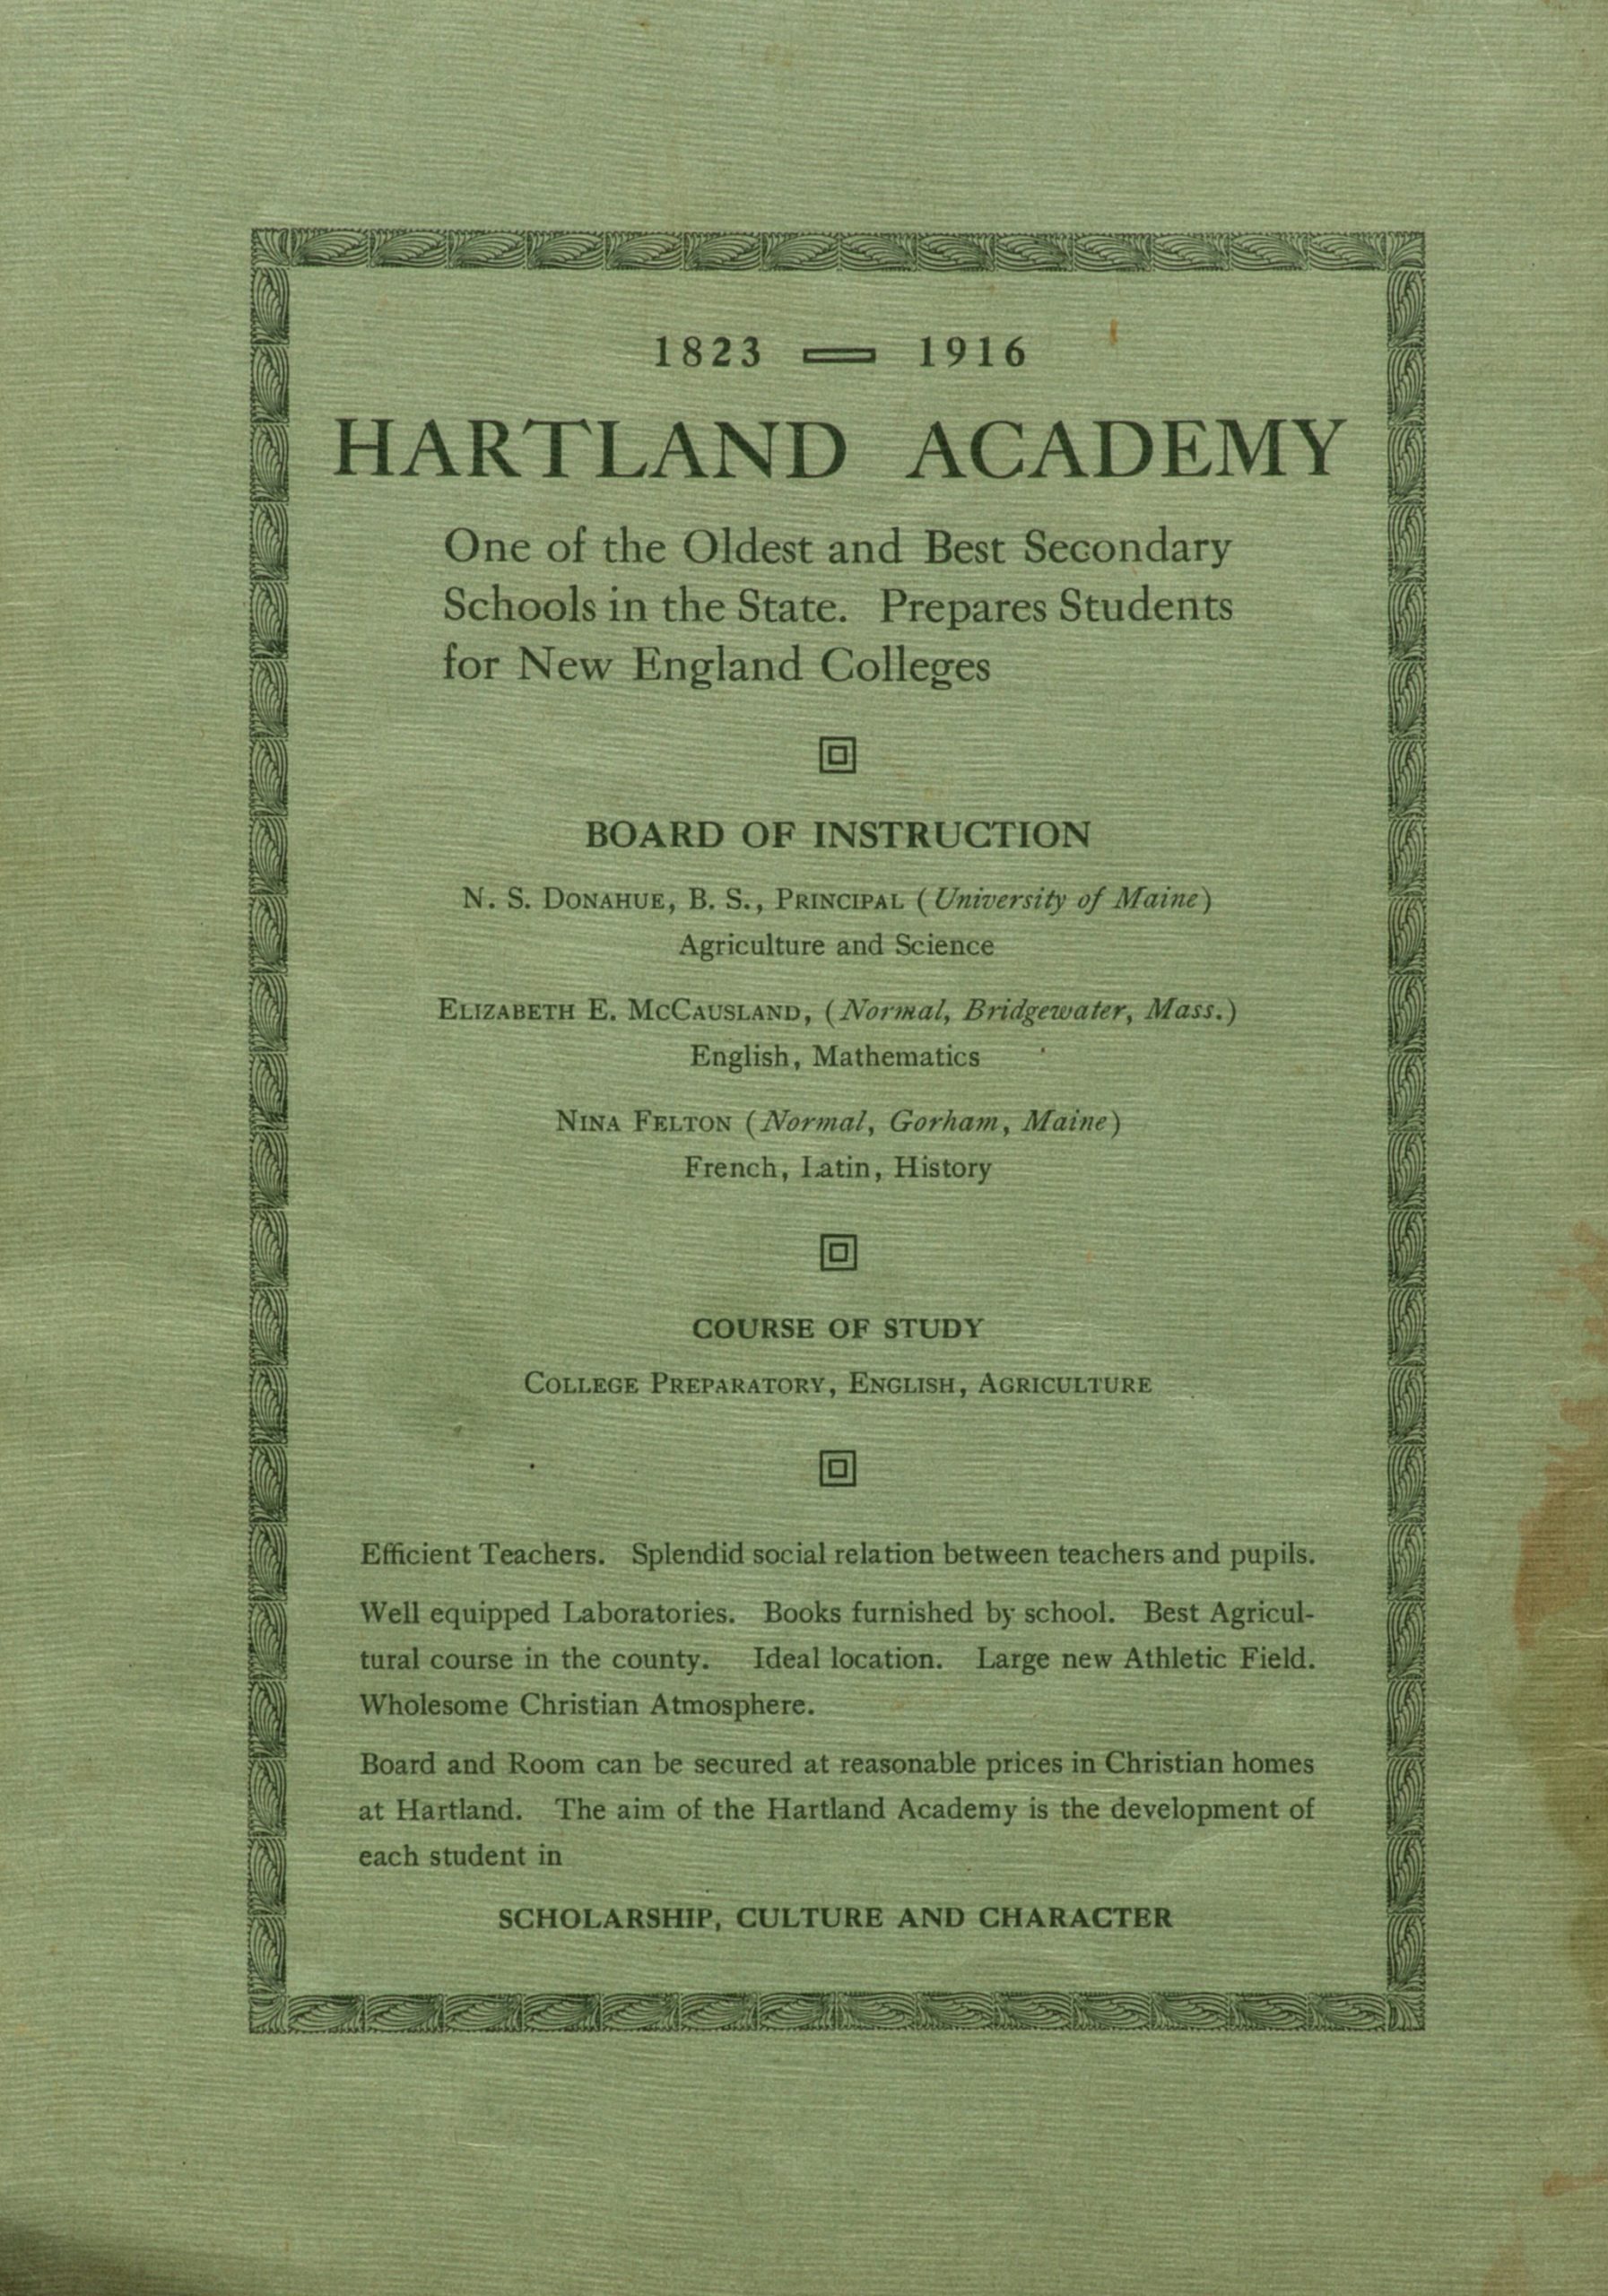 1823 — 1916
HARTLAND ACADEMY
One of the Oldest and Best Secondary
Schools in the State. Prepares Students
for New England Colleges
BOARD OF INSTRUCTION
N. S. DONAHUE, B. S., PRINCIPAL (University of Maine)
Agriculture and Science
ELIZABETH E. MCCAUSLAND, (Normal, Bridgewater, Mass.)
English, Mathematics
NINA FELTON (Normal, Gorham, Maine)
French, Latin, History
COURSE OF STUDY
COLLEGE PREPARATORY, ENGLISH, AGRICULTURE
Efficient Teachers. Splendid social relation between teachers and pupils.
Well equipped Laboratories. Books furnished by school. Best Agricul-
tural course in the county. Ideal location. Large new Athletic Field.
Wholesome Christian Atmosphere.
Board and Room can be secured at reasonable prices in Christian homes
at Hartland. The aim of the Hartland Academy is the development of
each student in
SCHOLARSHIP, CULTURE AND CHARACTER